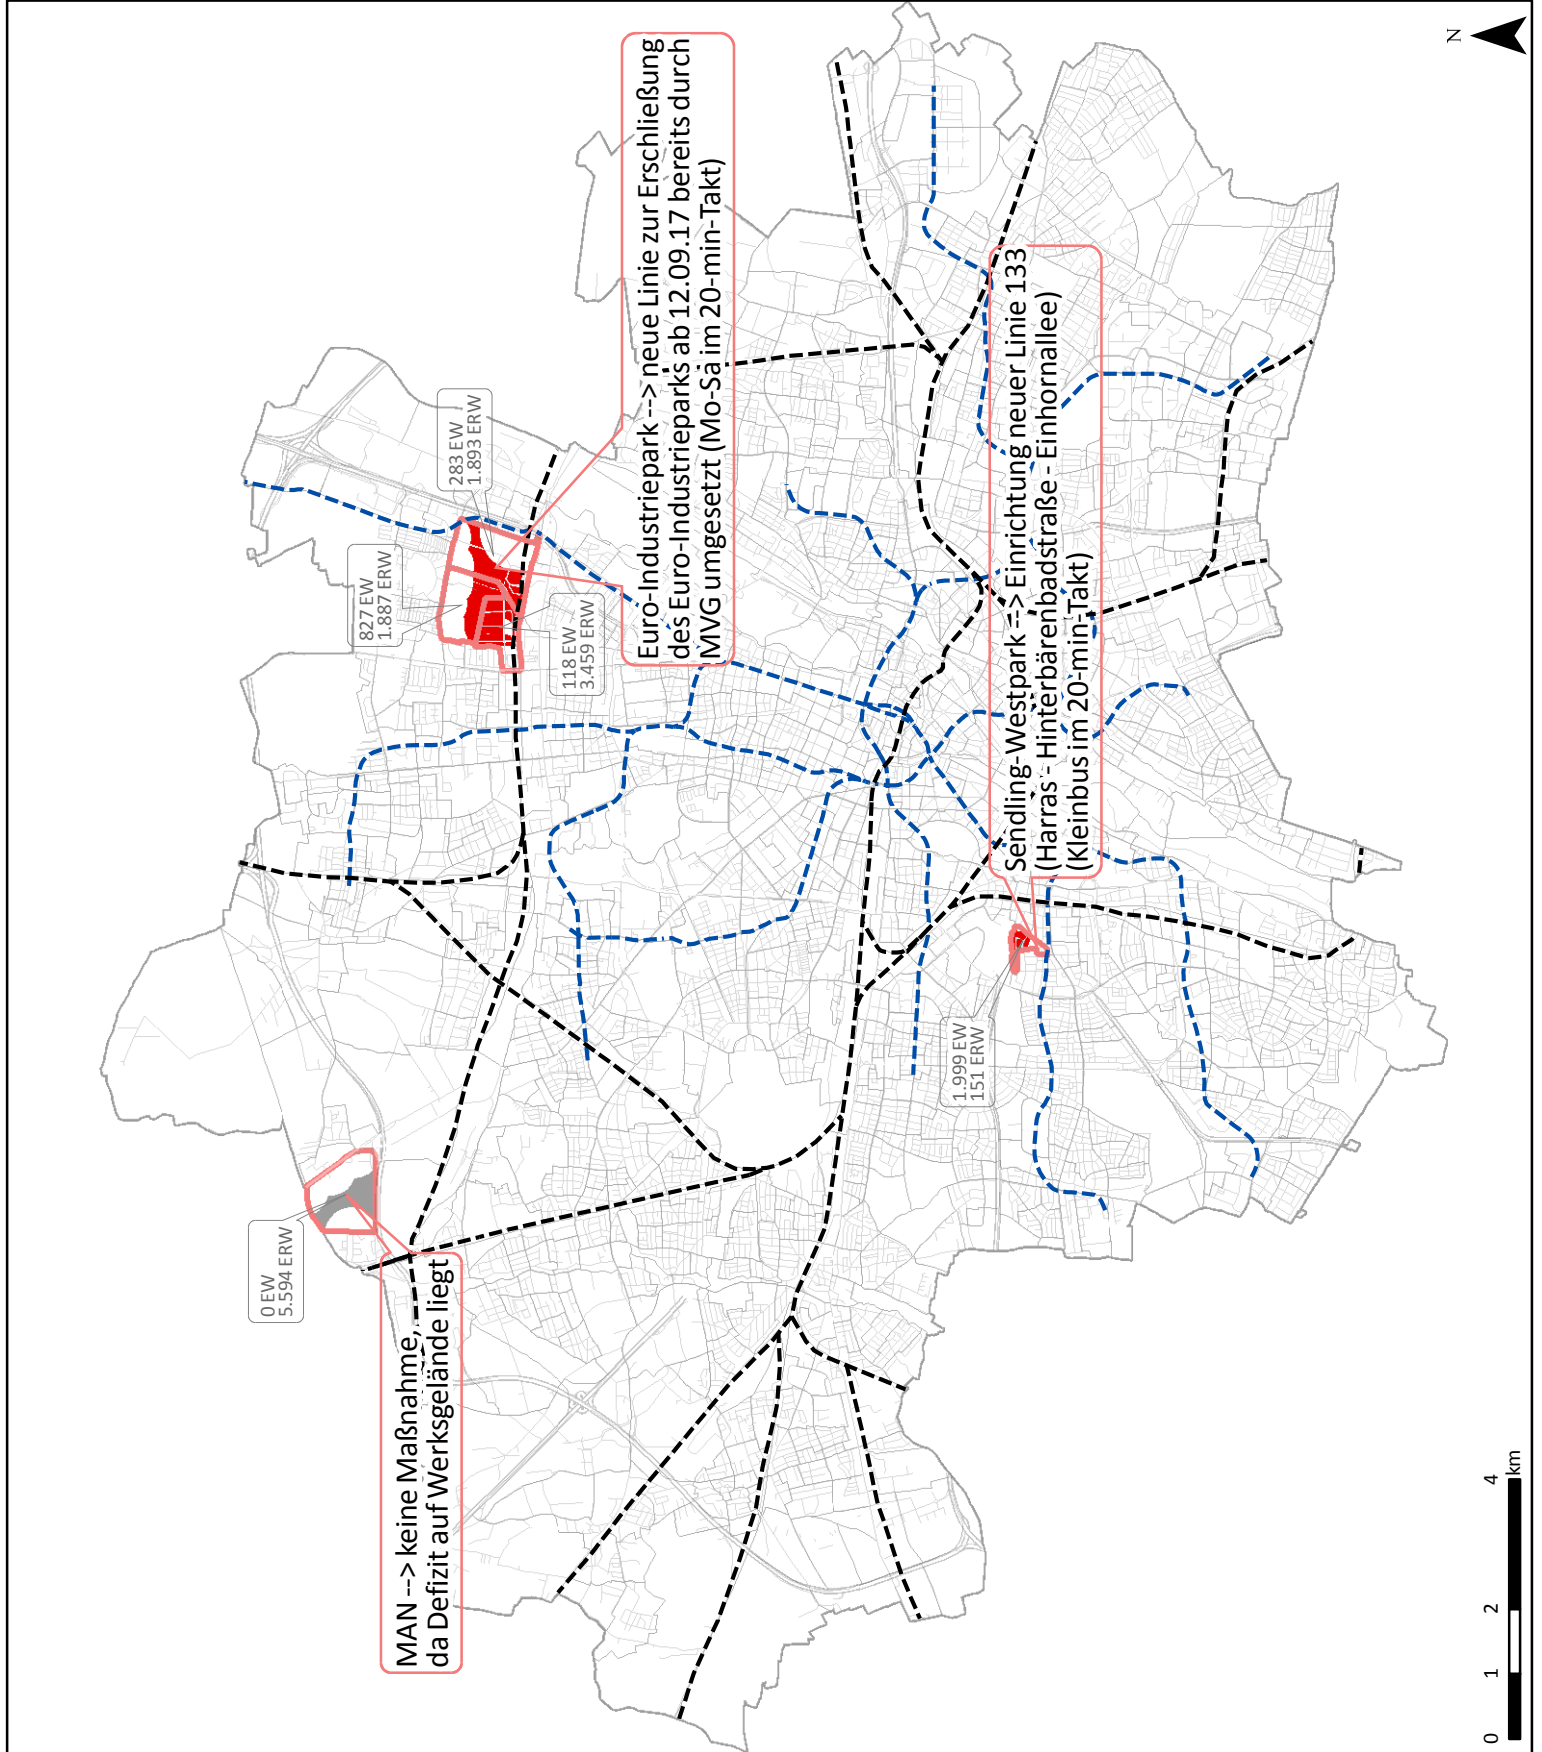 0 EW
5.594 ERW
MAN --> keine Maßnahme,
da Defizit auf Werksgelände liegt
827 EW
1.887 ERW
283 EW
1.893 ERW
118 EW
3.459 ERW
Euro-Industriepark --> neue Linie zur Erschließung
des Euro-Industrieparks ab 12.09.17 bereits durch
MVG umgesetzt (Mo-Sa im 20-min-Takt)
1.999 EW
151 ERW
Sendling-Westpark --> Einrichtung neuer Linie 133
(Harras - Hinterbärenbadstraße - Einhornallee)
(Kleinbus im 20-min-Takt)
0 1 2 4
km
N